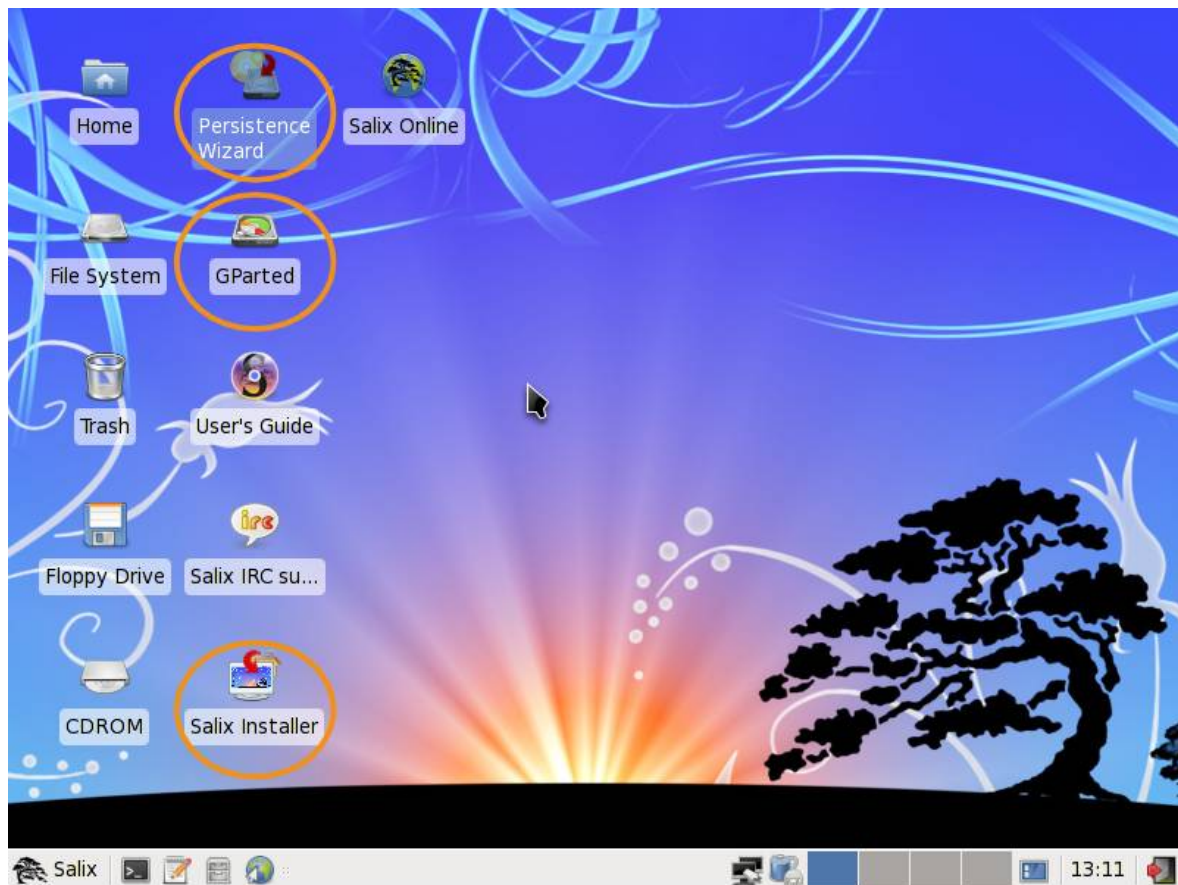 Home
Persistence
Wizard
Salix Online
File System
GParted
Trash
User's Guide
irc
Floppy Drive
Salix IRC su...
CDROM
Salix Installer
Salix
13:11